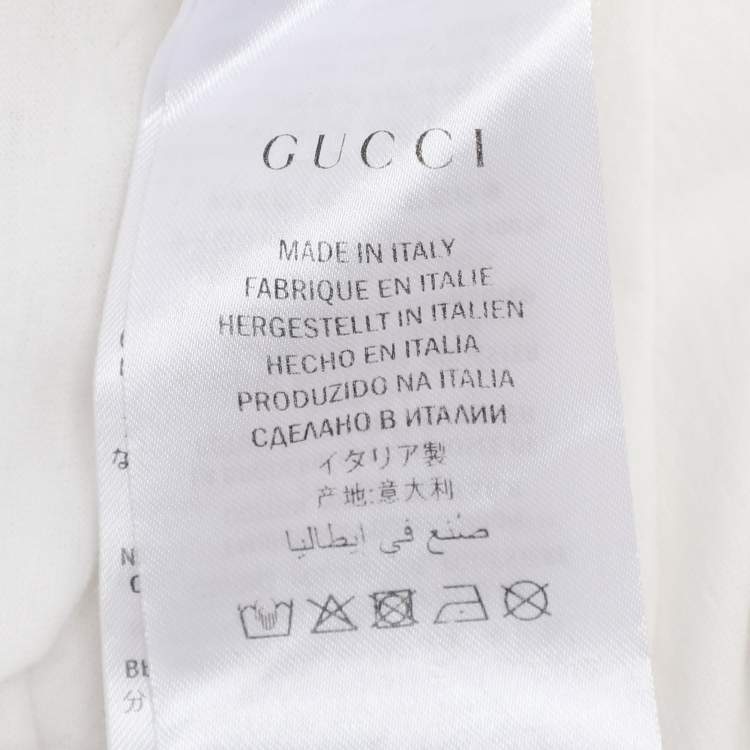 GUCCI
MADE IN ITALY
FABRIQUE EN ITALIE
HERGESTELLT IN ITALIEN
HECHO EN ITALIA
PRODUZIDO NA ITALIA
СДЕЛАНО В ИТАЛИИ
イタリア製
产地:意大利
صُنع في ايطاليا